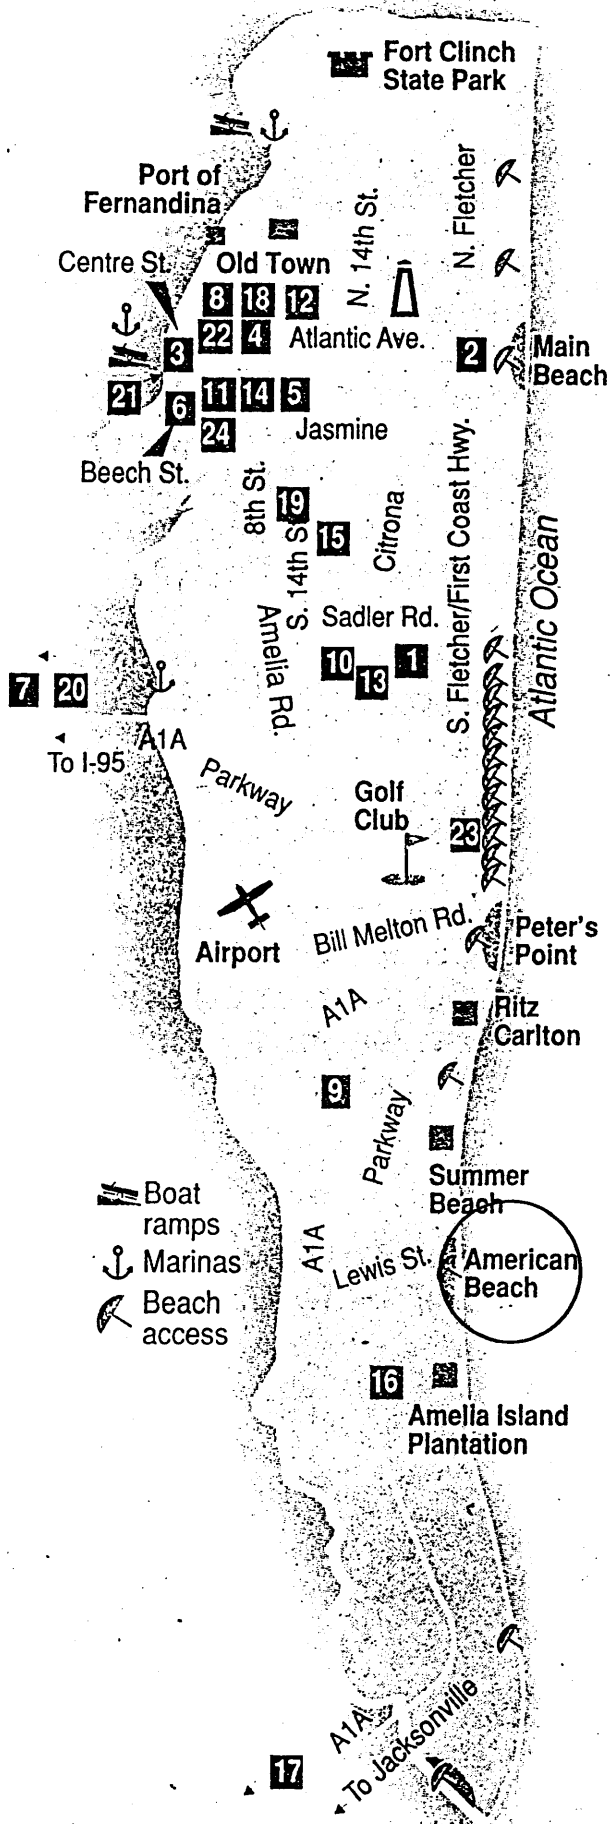 Fort Clinch
State Park
Port of
Fernandina
N. 14th St.
N. Fletcher
Centre St.
Old Town
8 18 12
22 4
Atlantic Ave.
3
2
Main
Beach
21
6
11 14 5
24
Jasmine
Beech St.
8th St.
19
S. 14th S
15
Citrona
S. Fletcher/First Coast Hwy.
Atlantic Ocean
Amelia Rd.
Sadler Rd.
10
13
1
7 20
A1A
To I-95
Parkway
Golf
Club
23
Airport
Bill Melton Rd.
Peter's
Point
A1A
Ritz
Carlton
9
Parkway
Summer
Beach
Boat
ramps
Marinas
Beach
access
A1A
Lewis St.
American
Beach
16
Amelia Island
Plantation
A1A
To Jacksonville
17